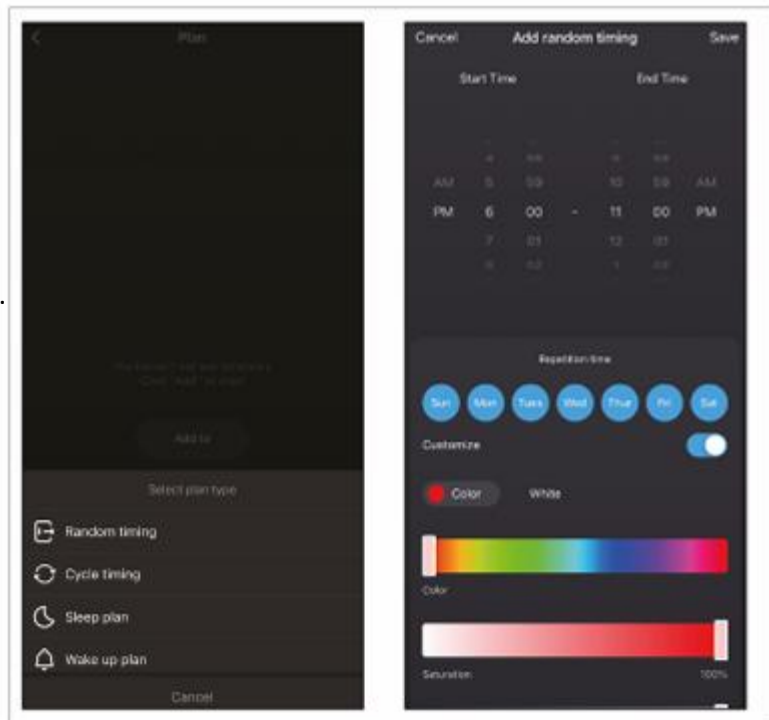 Plan
Add to
Select plan type
Random timing
Cycle timing
Sleep plan
Wake up plan
Cancel
Cancel Add random timing Save
Start Time End Time
AM 5 59 10 59 AM
PM 6 00 - 11 00 PM
7 01 12 01
Repetition time
Sun Mon Tues Wed Thur Fri Sat
Customize
Color White
Color
Saturation 100%